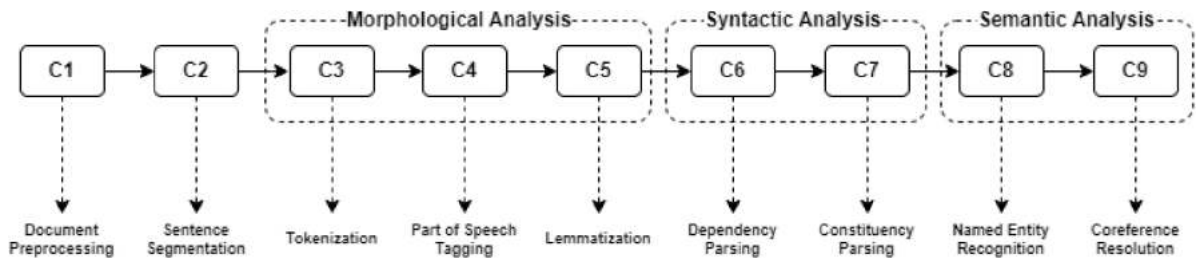 Morphological Analysis
Syntactic Analysis
Semantic Analysis
C1
C2
C3
C4
C5
C6
C7
C8
C9
Document
Preprocessing
Sentence
Segmentation
Tokenization
Part of Speech
Tagging
Lemmatization
Dependency
Parsing
Constituency
Parsing
Named Entity
Recognition
Coreference
Resolution